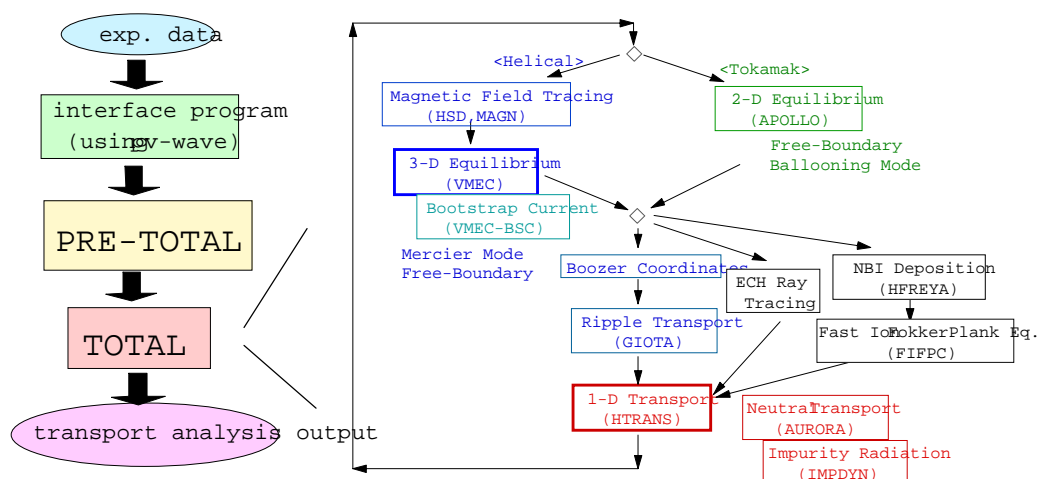 exp. data
interface program
(using pv-wave)
PRE-TOTAL
TOTAL
transport analysis output
<Helical>
<Tokamak>
Magnetic Field Tracing
(HSD,MAGN)
2-D Equilibrium
(APOLLO)
Free-Boundary
Ballooning Mode
3-D Equilibrium
(VMEC)
Bootstrap Current
(VMEC-BSC)
Mercier Mode
Free-Boundary
Boozer Coordinates
ECH Ray
Tracing
NBI Deposition
(HFREYA)
Ripple Transport
(GIOTA)
Fast Ion FokkerPlank Eq.
(FIFPC)
1-D Transport
(HTRANS)
Neutral Transport
(AURORA)
Impurity Radiation
(IMPDYN)